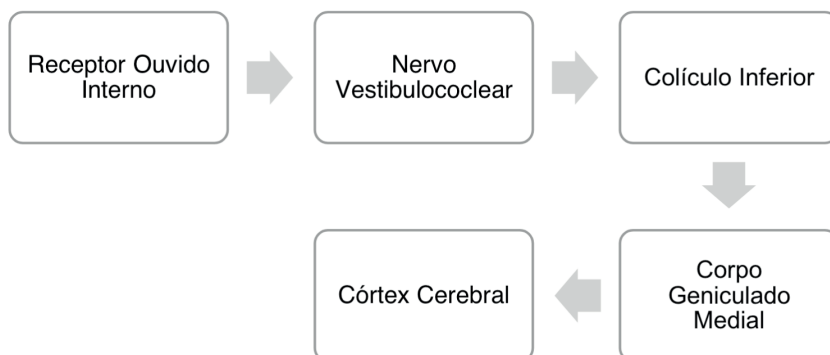 Receptor Ouvido
Interno
Nervo
Vestibulococlear
Colículo Inferior
Corpo
Geniculado
Medial
Córtex Cerebral